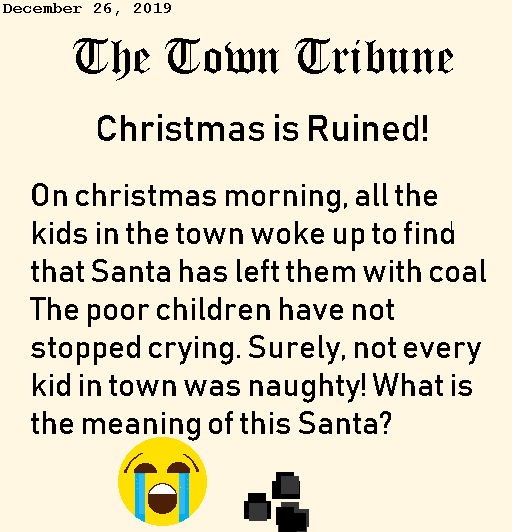 December 26, 2019
The Town Tribune
Christmas is Ruined!
On christmas morning, all the
kids in the town woke up to find
that Santa has left them with coal
The poor children have not
stopped crying. Surely, not every
kid in town was naughty! What is
the meaning of this Santa?